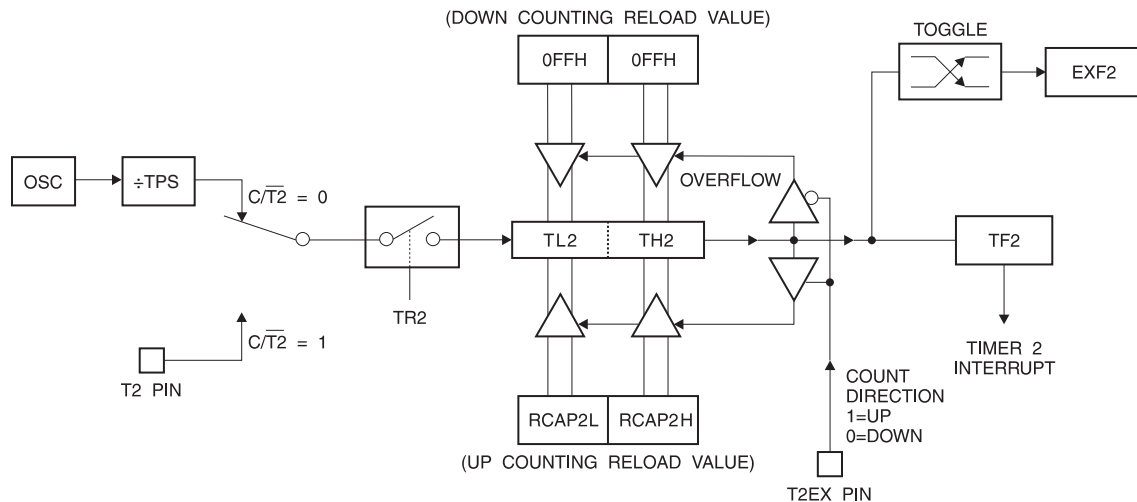 (DOWN COUNTING RELOAD VALUE)
TOGGLE
0FFH 0FFH
EXF2
OSC
÷TPS
C/T2̅ = 0
OVERFLOW
TL2 TH2
TF2
TR2
C/T2̅ = 1
T2 PIN
TIMER 2
INTERRUPT
COUNT
DIRECTION
1=UP
0=DOWN
RCAP2L RCAP2H
(UP COUNTING RELOAD VALUE)
T2EX PIN